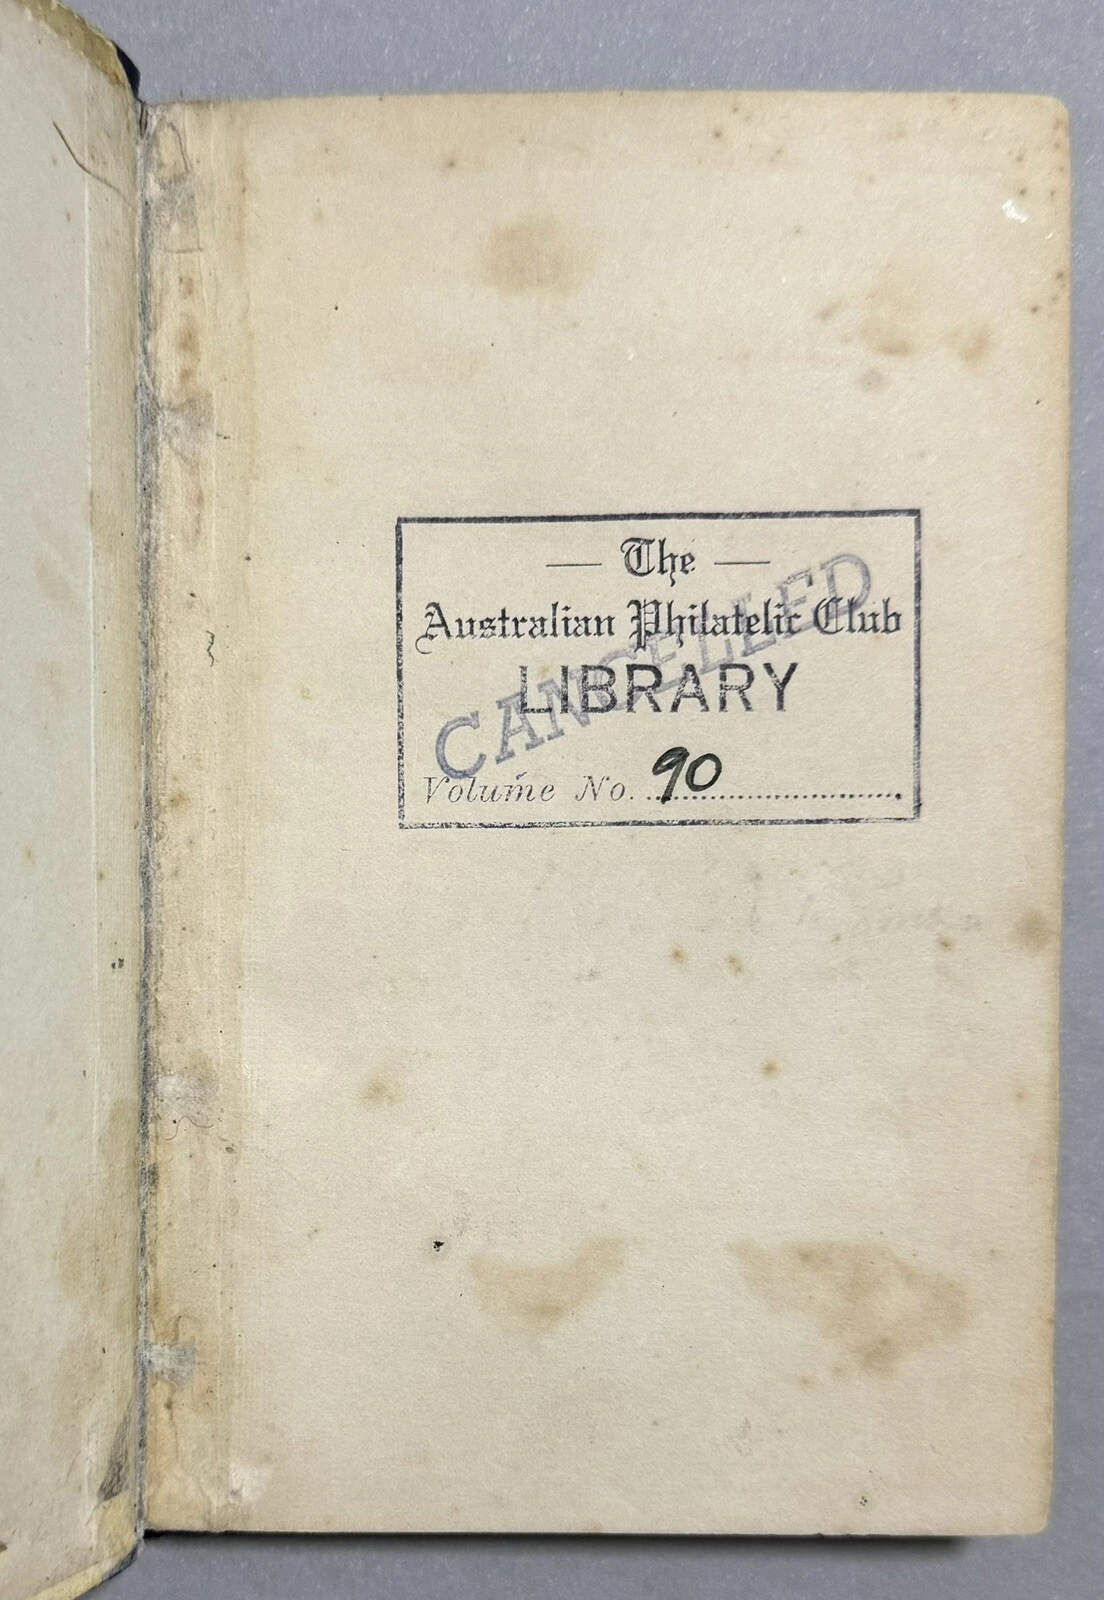 — The —
Australian Philatelic Club
LIBRARY
CANCELLED
Volume No. 90